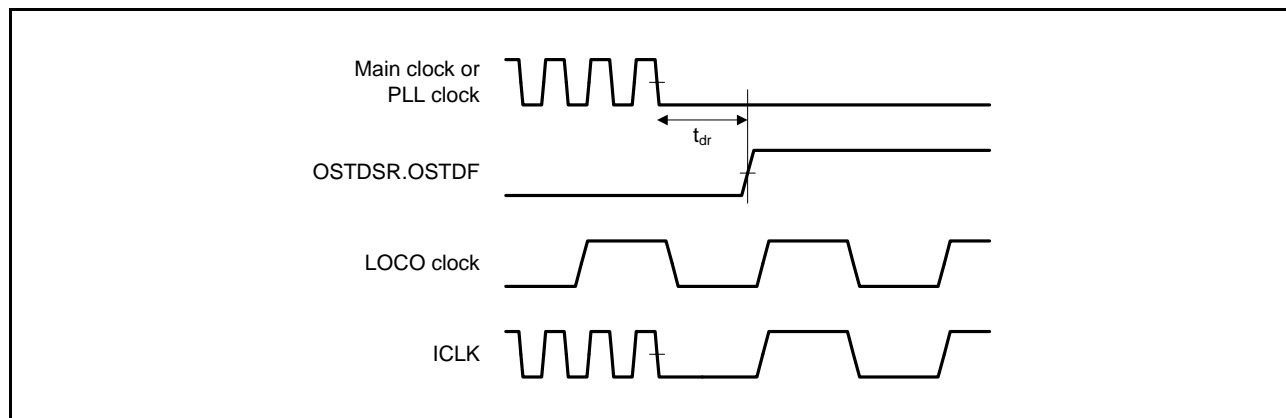 Main clock or
PLL clock
tdr
OSTDSR.OSTDF
LOCO clock
ICLK